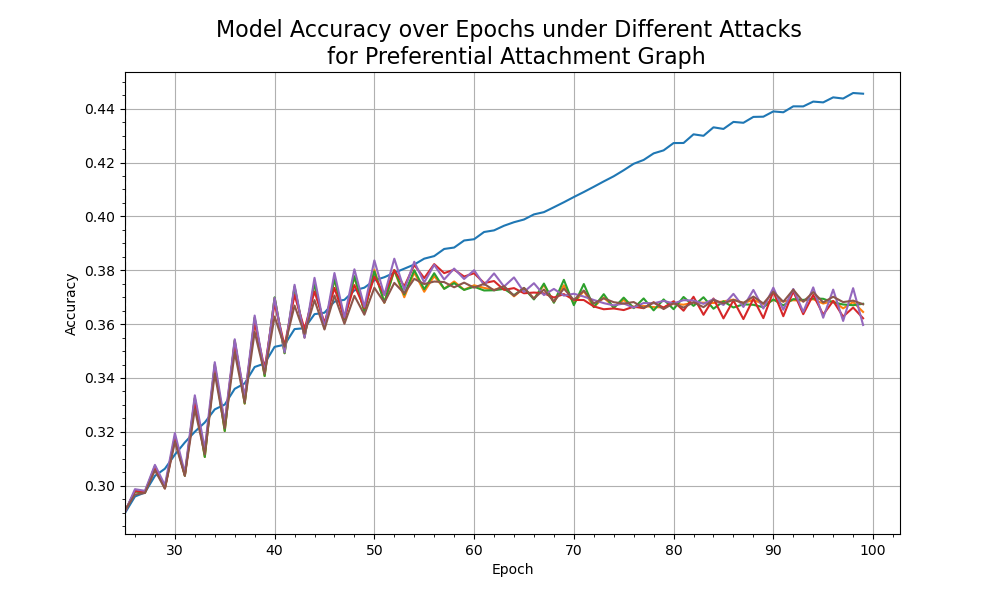 Model Accuracy over Epochs under Different Attacks
for Preferential Attachment Graph
0.44
0.42
0.40
0.38
0.36
0.34
0.32
0.30
Accuracy
30 40 50 60 70 80 90 100
Epoch